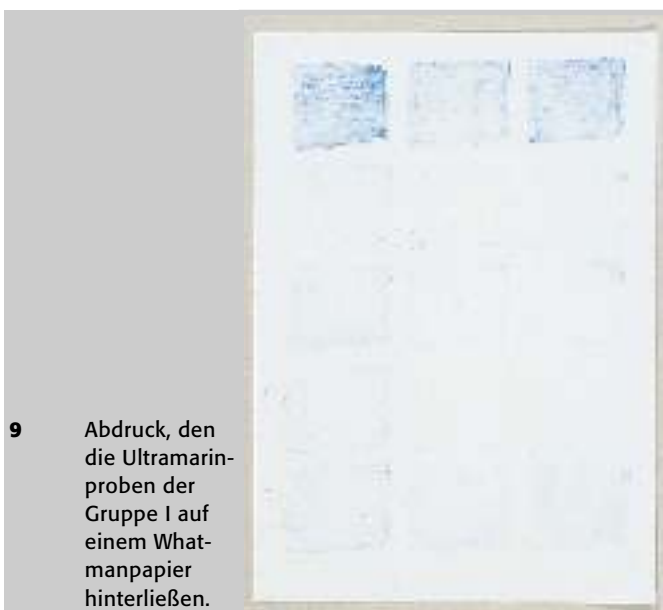 9 Abdruck, den
die Ultramarin-
proben der
Gruppe I auf
einem What-
manpapier
hinterließen.